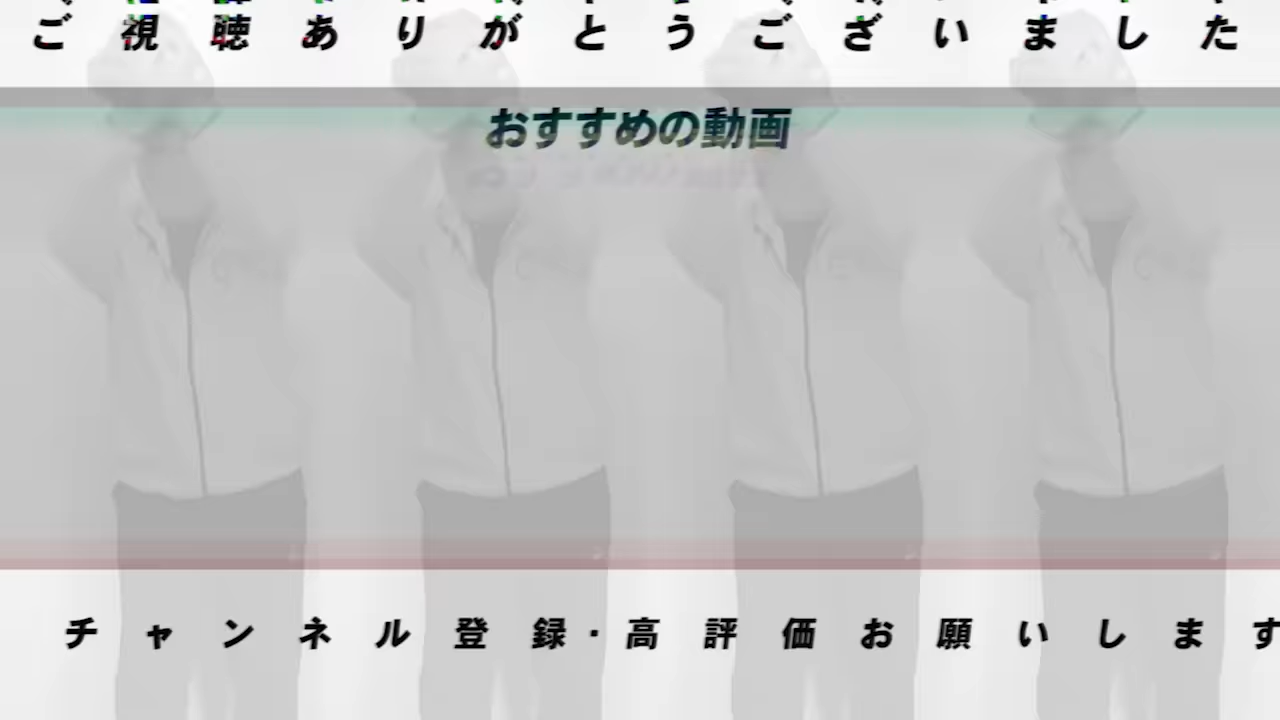 ご視聴ありがとうございました
おすすめの動画
チャンネル登録・高評価お願いします